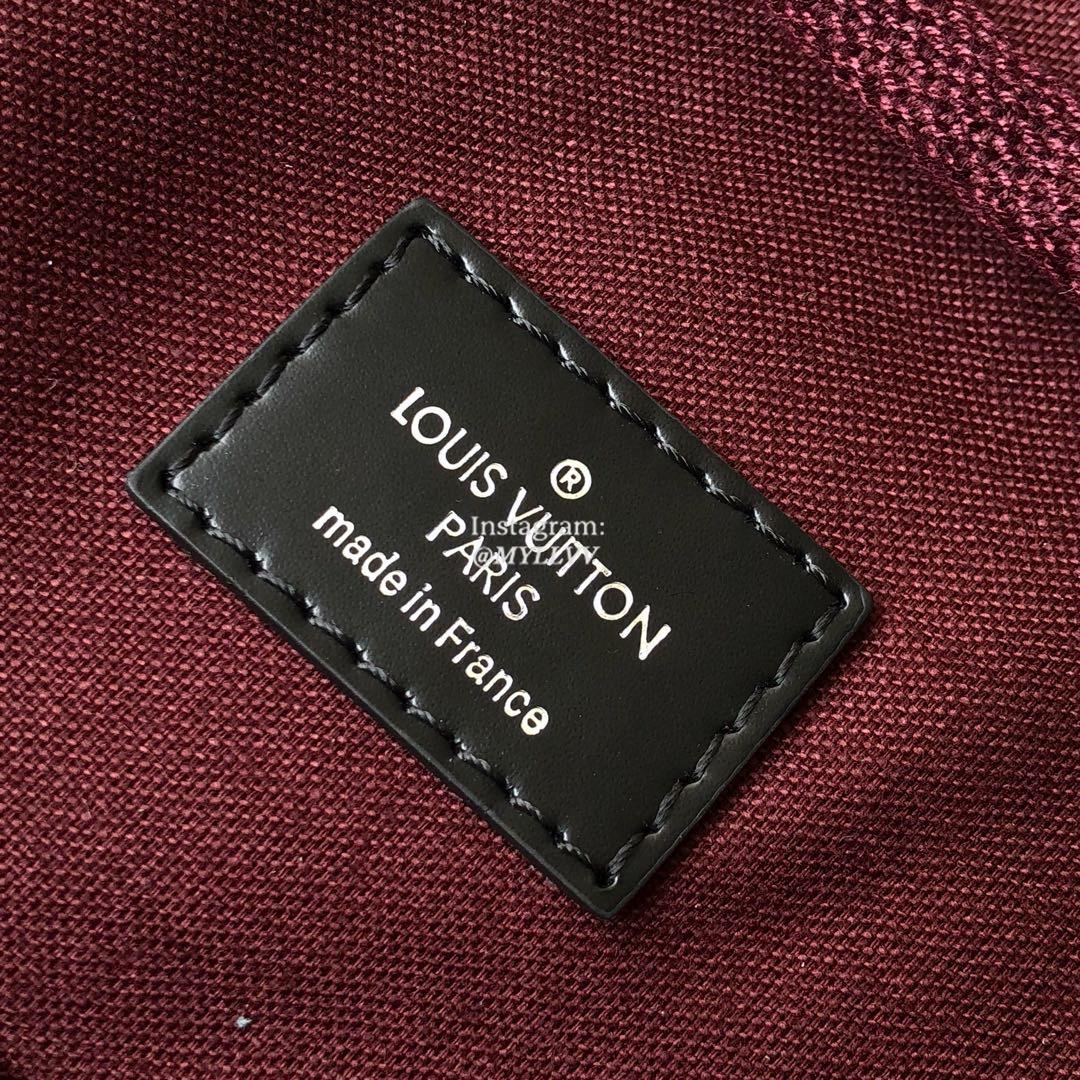 ®
LOUIS VUITTON
PARIS
made in France
Instagram: